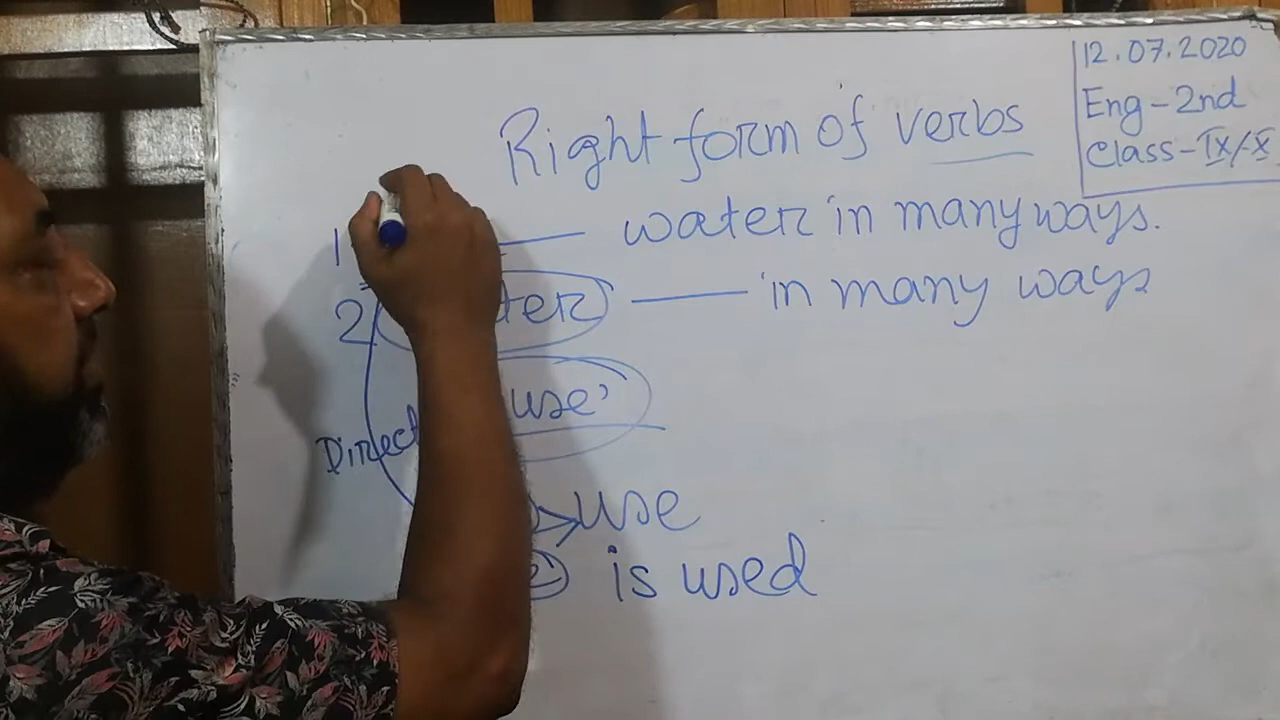 12.07.2020
Eng-2nd
Class-IX/X
Right form of verbs
1 — water in many ways.
2 — in many ways
use’
Direct
use
is used